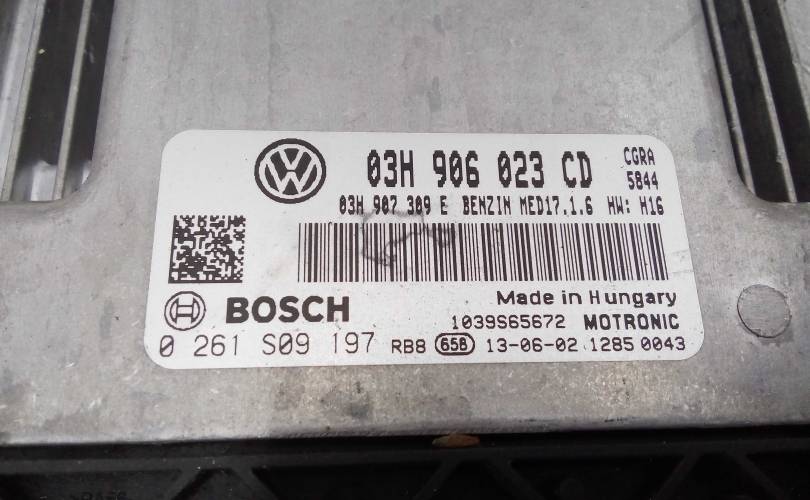 03H 906 023 CD CGRA
5844
03H 907 309 E BENZIN MED17.1.6 HW: H16
Made in Hungary
BOSCH
1039S65672 MOTRONIC
0 261 S09 197 RB8 658 13-06-02 1285 0043